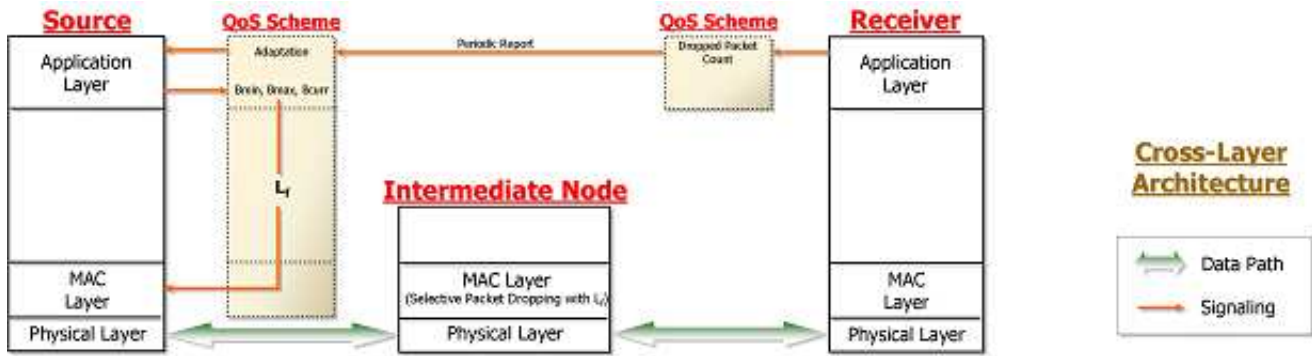 Source
QoS Scheme
QoS Scheme
Receiver
Application
Layer
Adaptation
Bmin, Bmax, Bcurr
Periodic Report
Dropped Packet
Count
Application
Layer
Cross-Layer
Architecture
Lf
Intermediate Node
MAC
Layer
MAC Layer
(Selective Packet Dropping with Lf)
MAC
Layer
Physical Layer
Physical Layer
Physical Layer
Data Path
Signaling